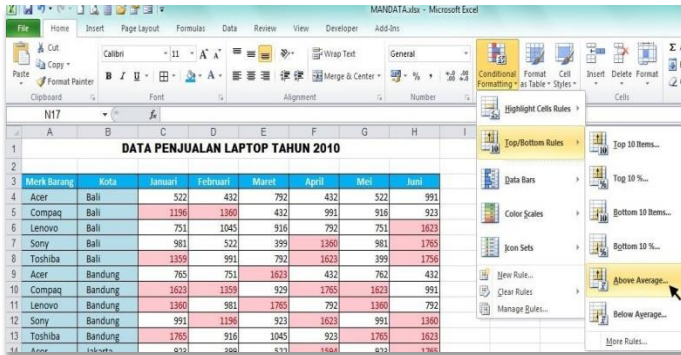 MANDATA.xlsx - Microsoft Excel
File Home Insert Page Layout Formulas Data Review View Developer Add-Ins
Paste
Cut
Copy
Format Painter
Clipboard
Calibri 11 A A
B I U A
Font
Wrap Text
Merge & Center
Alignment
General
% ,
Number
Conditional Formatting
Format as Table
Cell Styles
Insert Delete Format
Cells
N17 fx
A B C D E F G H I
1 DATA PENJUALAN LAPTOP TAHUN 2010
2
3 Merk Barang Kota Januari Februari Maret April Mei Juni
4 Acer Bali 522 432 792 432 522 991
5 Compaq Bali 1196 1360 432 991 916 923
6 Lenovo Bali 751 1045 916 792 751 1623
7 Sony Bali 981 522 399 1360 981 1765
8 Toshiba Bali 1359 991 792 1623 399 1756
9 Acer Bandung 765 751 1623 432 762 432
10 Compaq Bandung 1623 1359 929 1765 1623 991
11 Lenovo Bandung 1360 981 1765 792 1360 792
12 Sony Bandung 991 1196 923 1623 991 1360
13 Toshiba Bandung 1765 916 1045 923 1765 1623
14 Acer Jakarta 923 399 522 1594 923 1765
Highlight Cells Rules
Top/Bottom Rules
Data Bars
Color Scales
Icon Sets
New Rule...
Clear Rules
Manage Rules...
Top 10 Items...
Top 10 %...
Bottom 10 Items...
Bottom 10 %...
Above Average...
Below Average...
More Rules...